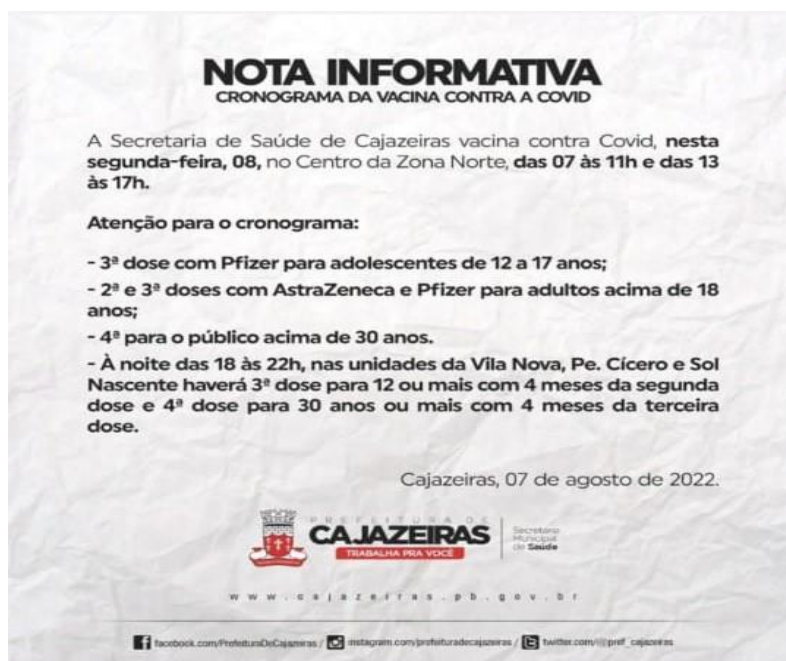 NOTA INFORMATIVA
CRONOGRAMA DA VACINA CONTRA A COVID
A Secretaria de Saúde de Cajazeiras vacina contra Covid, nesta
segunda-feira, 08, no Centro da Zona Norte, das 07 às 11h e das 13
às 17h.
Atenção para o cronograma:
- 3ª dose com Pfizer para adolescentes de 12 a 17 anos;
- 2ª e 3ª doses com AstraZeneca e Pfizer para adultos acima de 18
anos;
- 4ª para o público acima de 30 anos.
- À noite das 18 às 22h, nas unidades da Vila Nova, Pe. Cícero e Sol
Nascente haverá 3ª dose para 12 ou mais com 4 meses da segunda
dose e 4ª dose para 30 anos ou mais com 4 meses da terceira
dose.
Cajazeiras, 07 de agosto de 2022.
PREFEITURA DE
CAJAZEIRAS
TRABALHA PRA VOCÊ
Secretaria
Municipal
de Saúde
www.cajazeiras.pb.gov.br
facebook.com/PrefeituraDeCajazeiras / instagram.com/prefeituradecajazeiras / twitter.com/@pref_cajazeiras